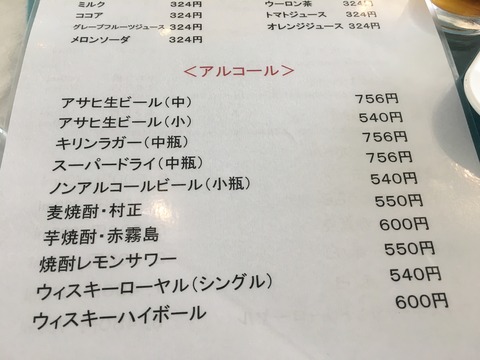 ミルク 324円 ウーロン茶 324円
ココア 324円 トマトジュース 324円
グレープフルーツジュース 324円 オレンジジュース 324円
メロンソーダ 324円
＜アルコール＞
アサヒ生ビール(中) 756円
アサヒ生ビール(小) 540円
キリンラガー(中瓶) 756円
スーパードライ(中瓶) 756円
ノンアルコールビール(小瓶) 540円
麦焼酎・村正 550円
芋焼酎・赤霧島 600円
焼酎レモンサワー 550円
ウィスキーローヤル(シングル) 540円
ウィスキーハイボール 600円